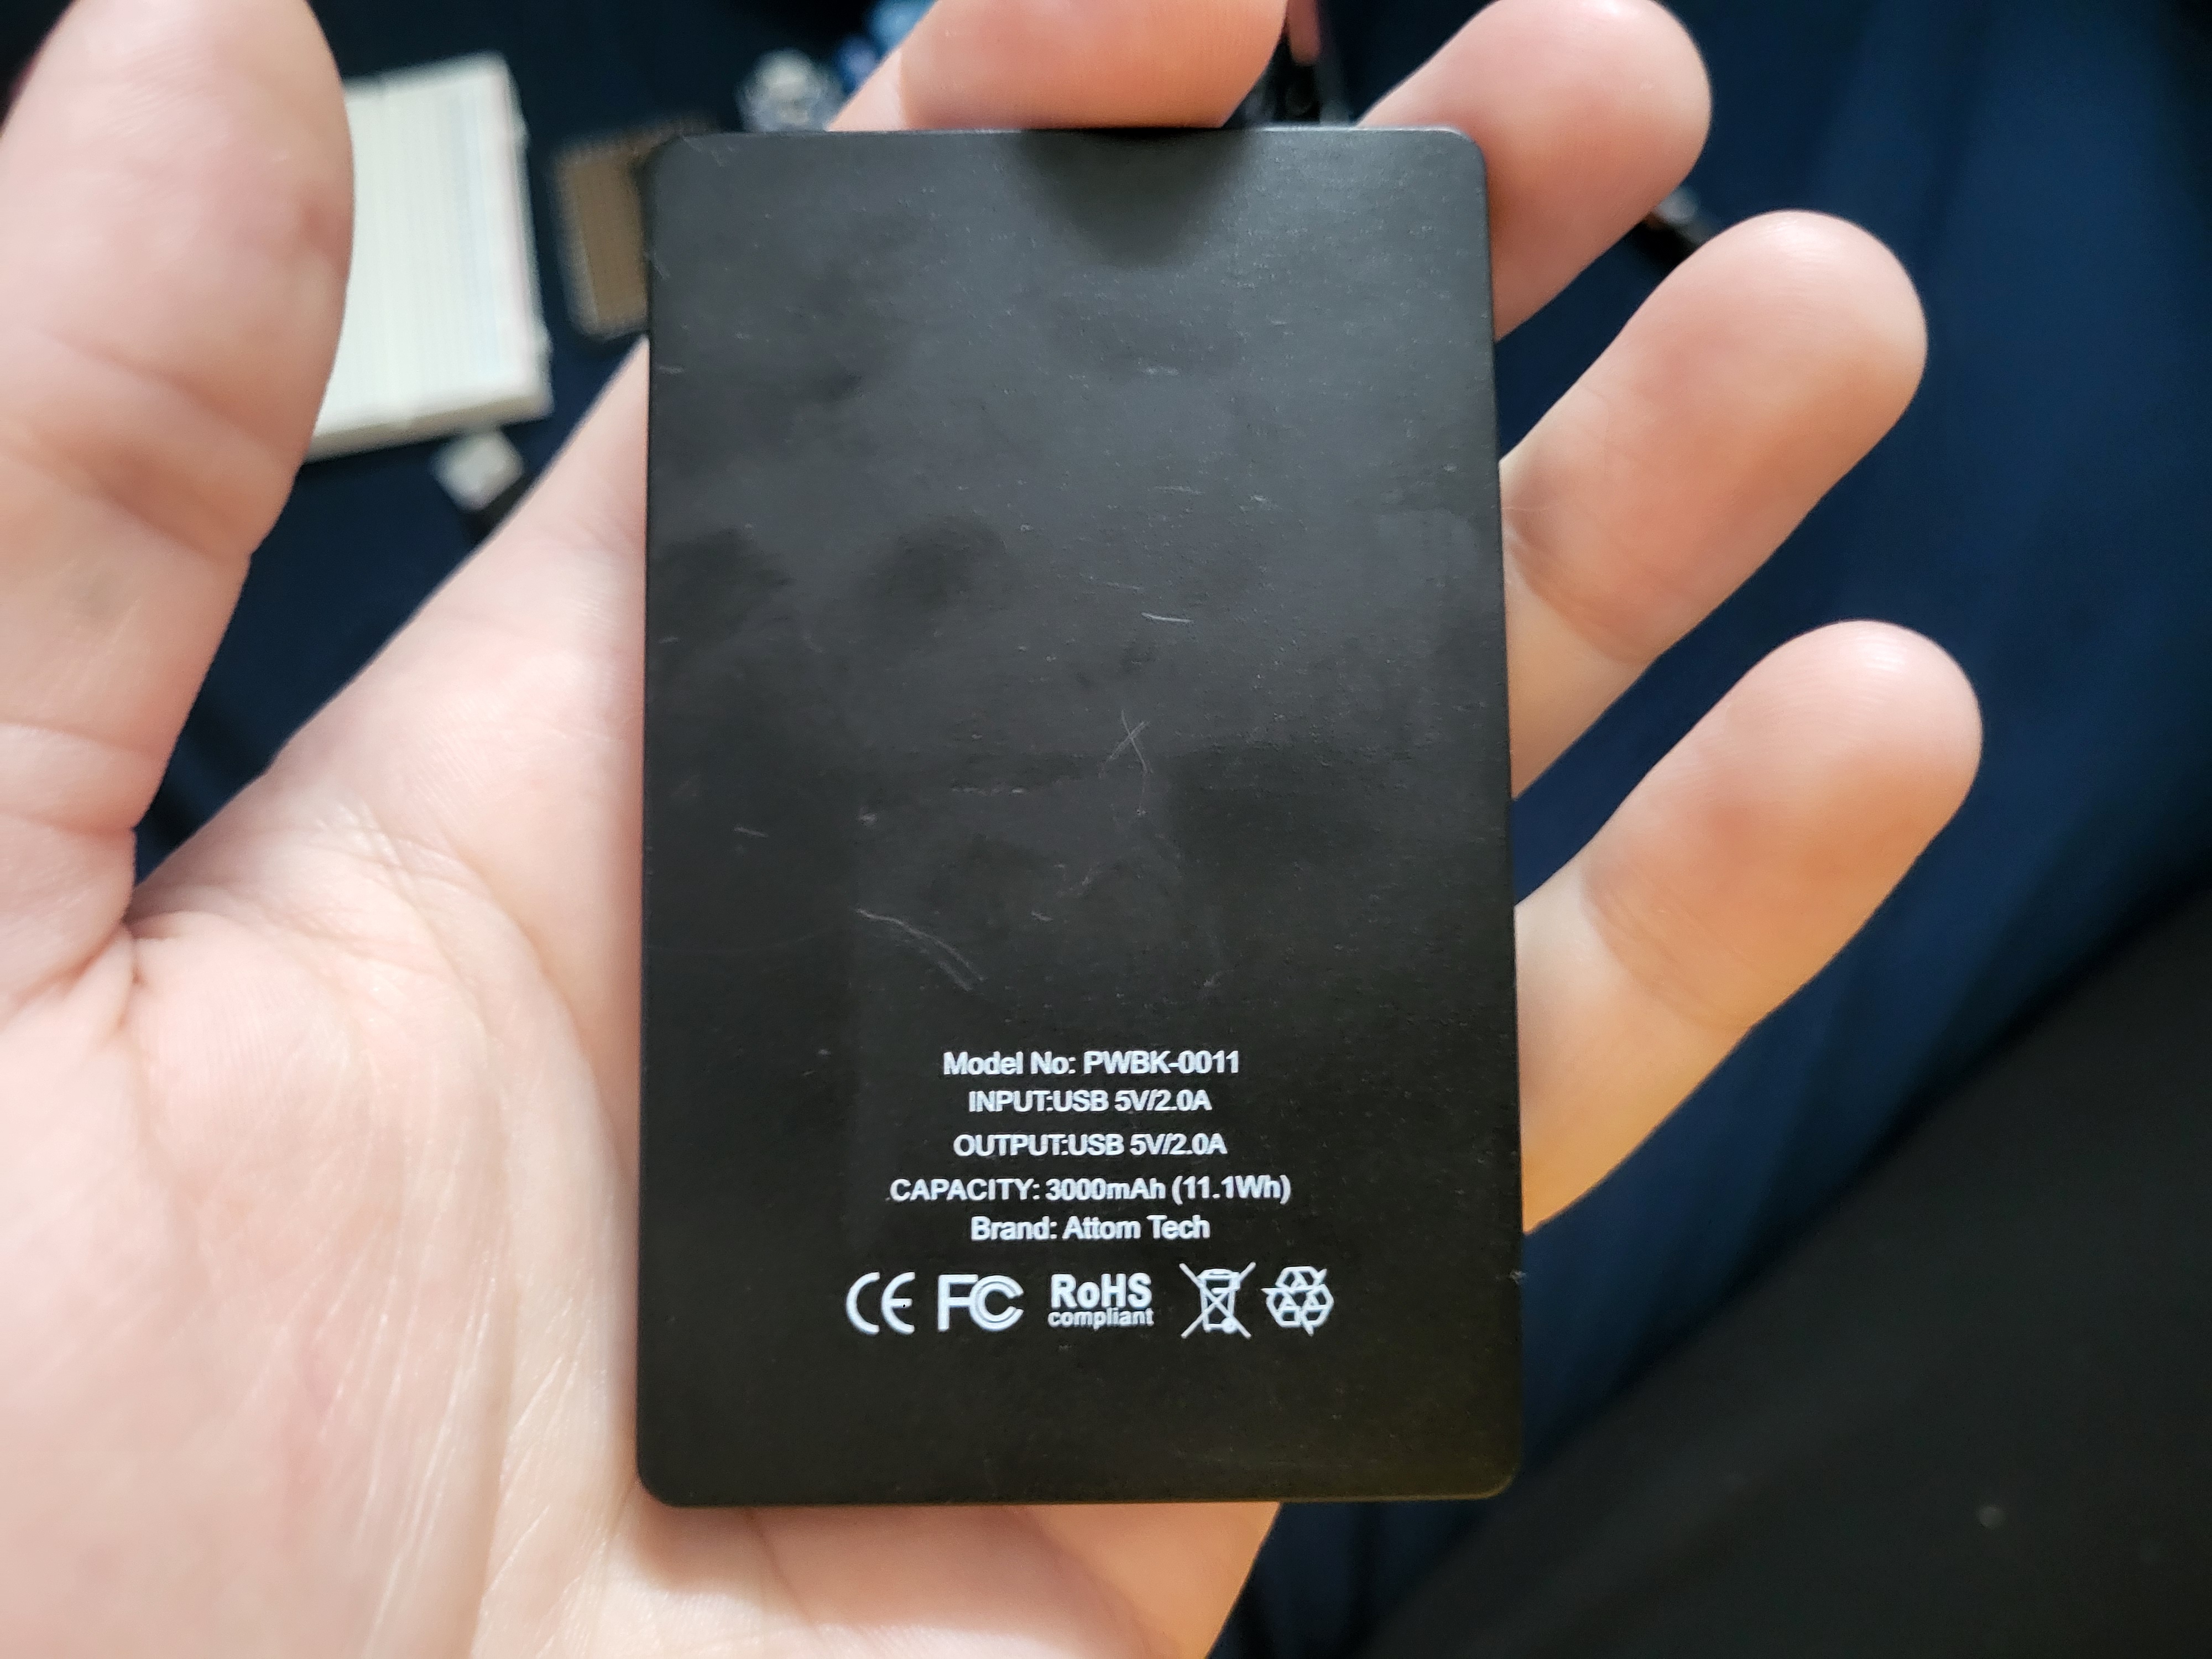 Model No: PWBK-0011
INPUT:USB 5V/2.0A
OUTPUT:USB 5V/2.0A
CAPACITY: 3000mAh (11.1Wh)
Brand: Attom Tech
CE FC RoHS
compliant